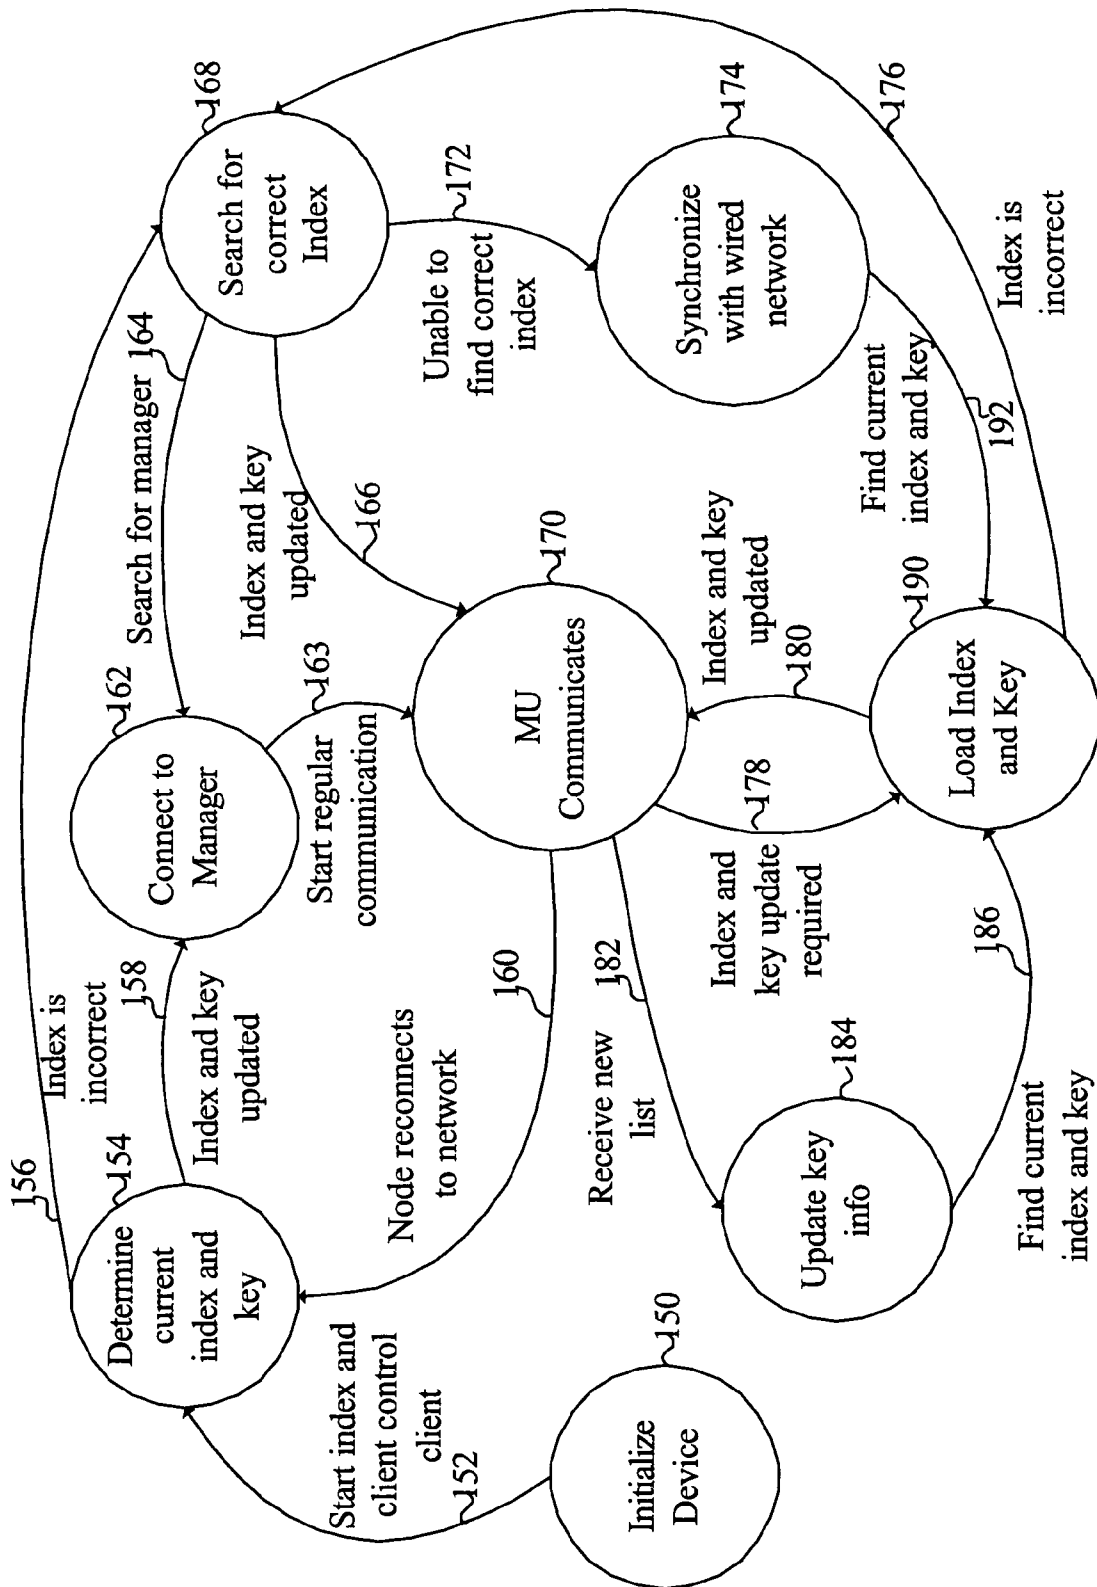 156
Index is
incorrect
168
Determine
current
index and
key
154
158
Index and key
updated
Connect to
Manager
162
Search for manager
164
Search for
correct
Index
Start index and
client control
client
152
Node reconnects
to network
160
Start regular
communication
163
Index and key
updated
166
Unable to
find correct
index
172
Initialize
Device
150
Receive new
list
182
MU
Communicates
170
Synchronize
with wired
network
174
Update key
info
184
Index and
key update
required
178
Index and key
updated
180
Find current
index and key
192
176
Find current
index and key
186
Load Index
and Key
190
Index is
incorrect